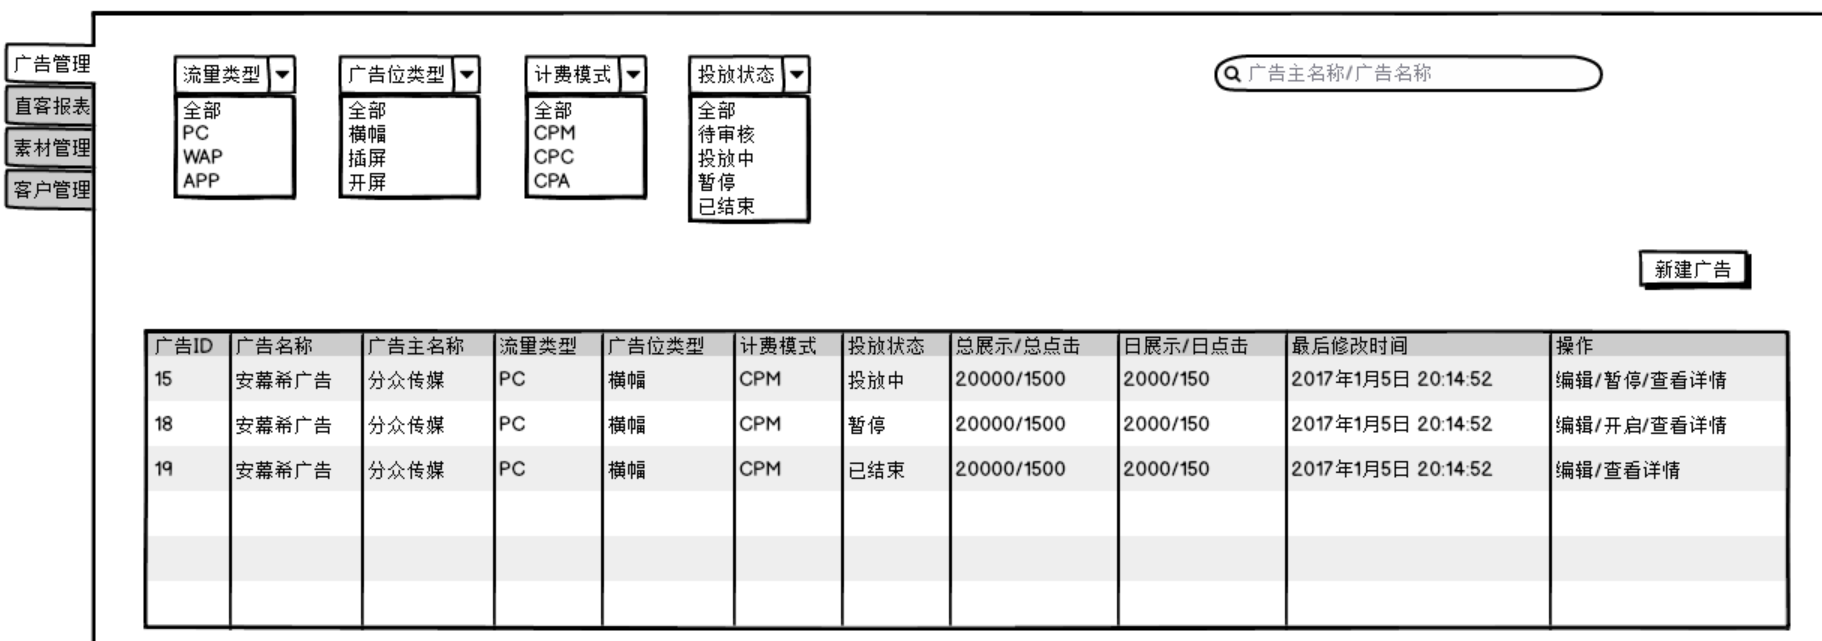 广告管理
直客报表
素材管理
客户管理
流量类型
全部
PC
WAP
APP
广告位类型
全部
横幅
插屏
开屏
计费模式
全部
CPM
CPC
CPA
投放状态
全部
待审核
投放中
暂停
已结束
广告主名称/广告名称
新建广告
广告ID 广告名称 广告主名称 流量类型 广告位类型 计费模式 投放状态 总展示/总点击 日展示/日点击 最后修改时间 操作
15 安幕希广告 分众传媒 PC 横幅 CPM 投放中 20000/1500 2000/150 2017年1月5日 20:14:52 编辑/暂停/查看详情
18 安幕希广告 分众传媒 PC 横幅 CPM 暂停 20000/1500 2000/150 2017年1月5日 20:14:52 编辑/开启/查看详情
19 安幕希广告 分众传媒 PC 横幅 CPM 已结束 20000/1500 2000/150 2017年1月5日 20:14:52 编辑/查看详情